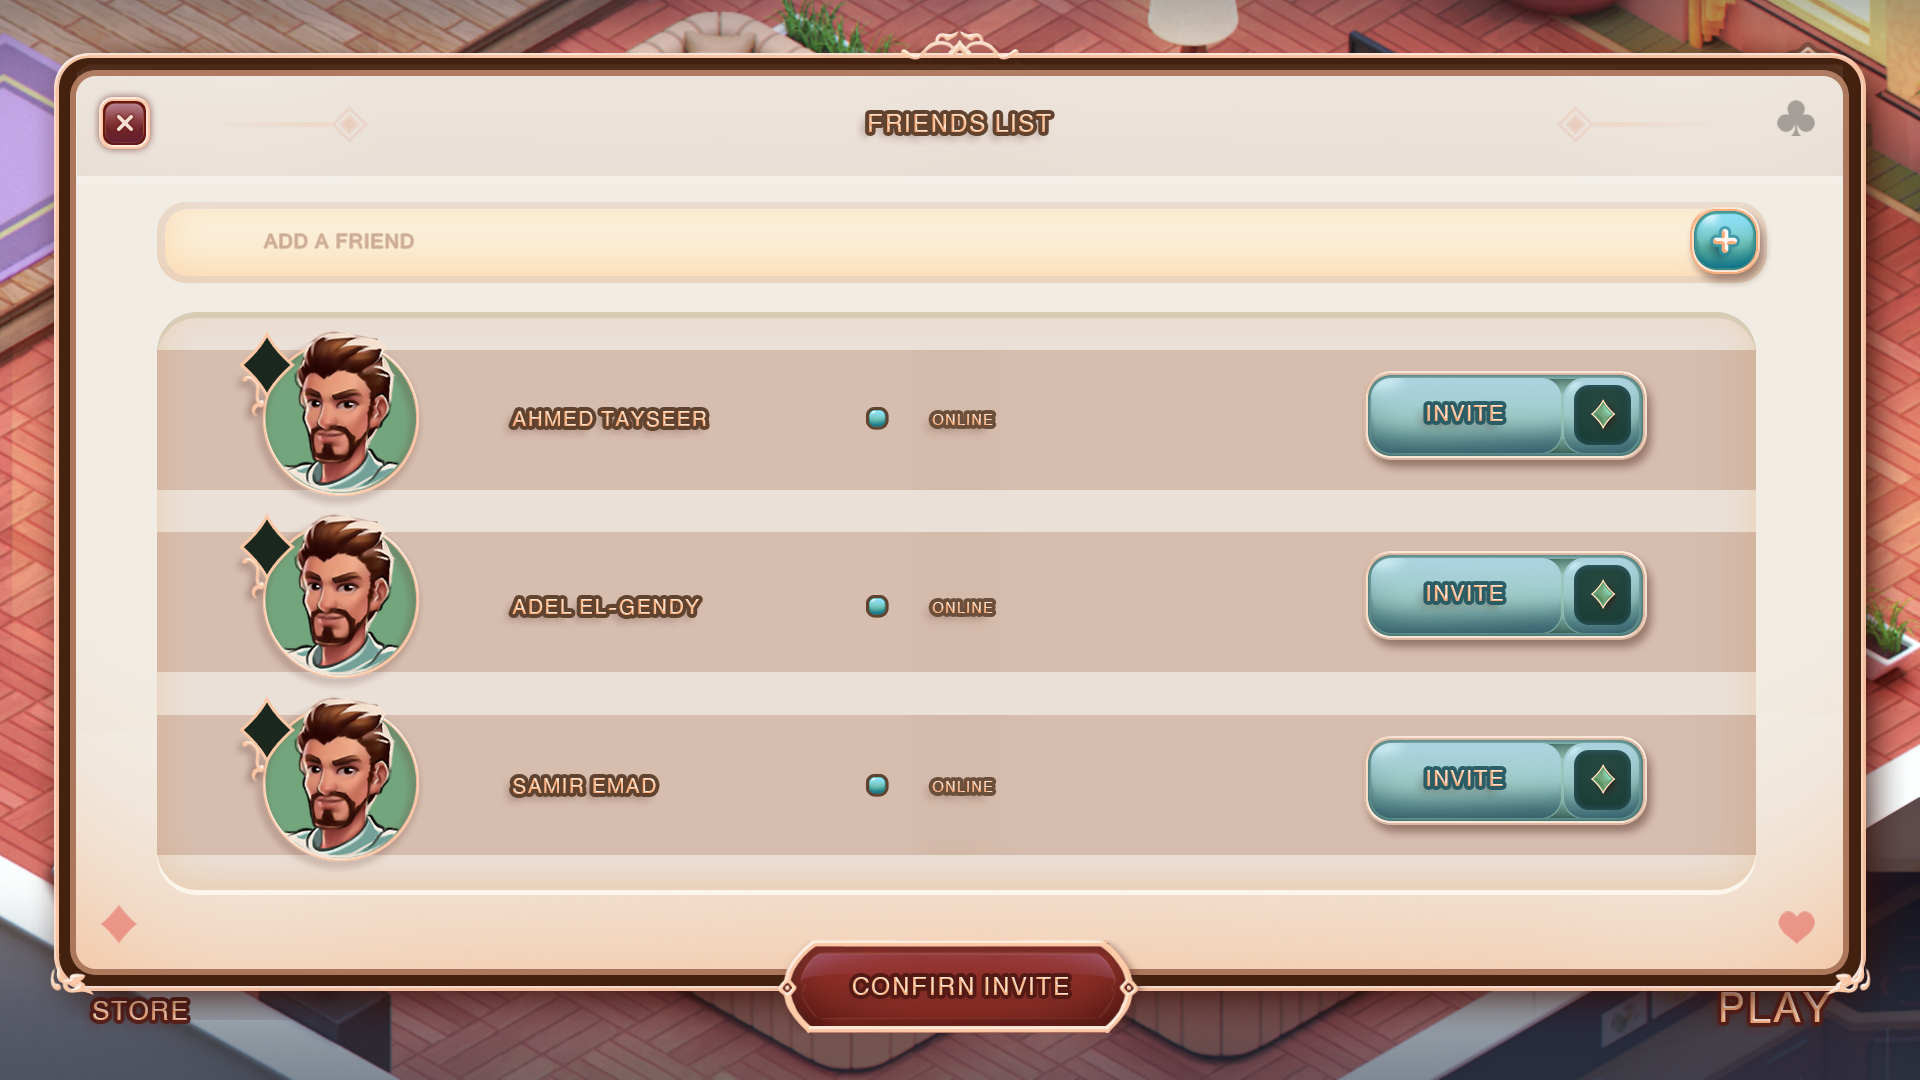 FRIENDS LIST
ADD A FRIEND
AHMED TAYSEER
ONLINE
INVITE
ADEL EL-GENDY
ONLINE
INVITE
SAMIR EMAD
ONLINE
INVITE
CONFIRN INVITE
STORE
PLAY